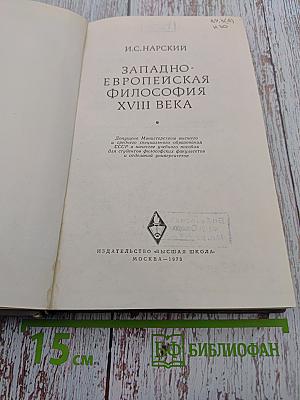 И.С.НАРСКИЙ
ЗАПАДНО-
ЕВРОПЕЙСКАЯ
ФИЛОСОФИЯ
XVIII ВЕКА
Допущено Министерством высшего
и среднего специального образования
СССР в качестве учебного пособия
для студентов философских факультетов
и отделений университетов
ИЗДАТЕЛЬСТВО «ВЫСШАЯ ШКОЛА»
МОСКВА—1973
15 см.
БФ БИБЛИОФАН